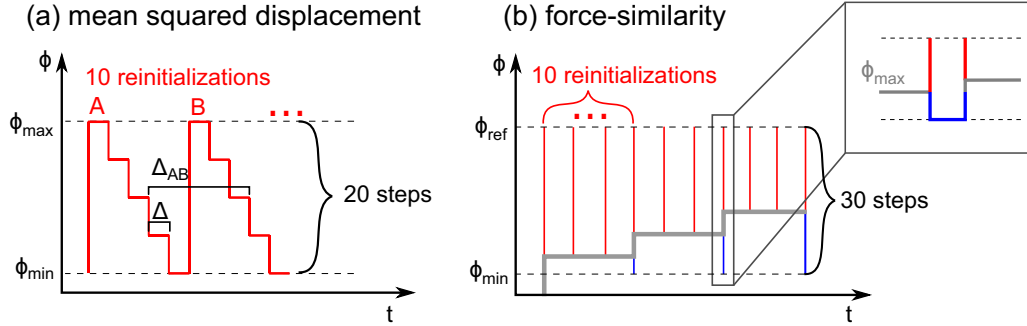 (a) mean squared displacement
ϕ
10 reinitializations
A
B
...
ϕmax
ΔAB
Δ
20 steps
ϕmin
t
(b) force-similarity
ϕ
10 reinitializations
...
ϕref
30 steps
ϕmin
t
ϕmax